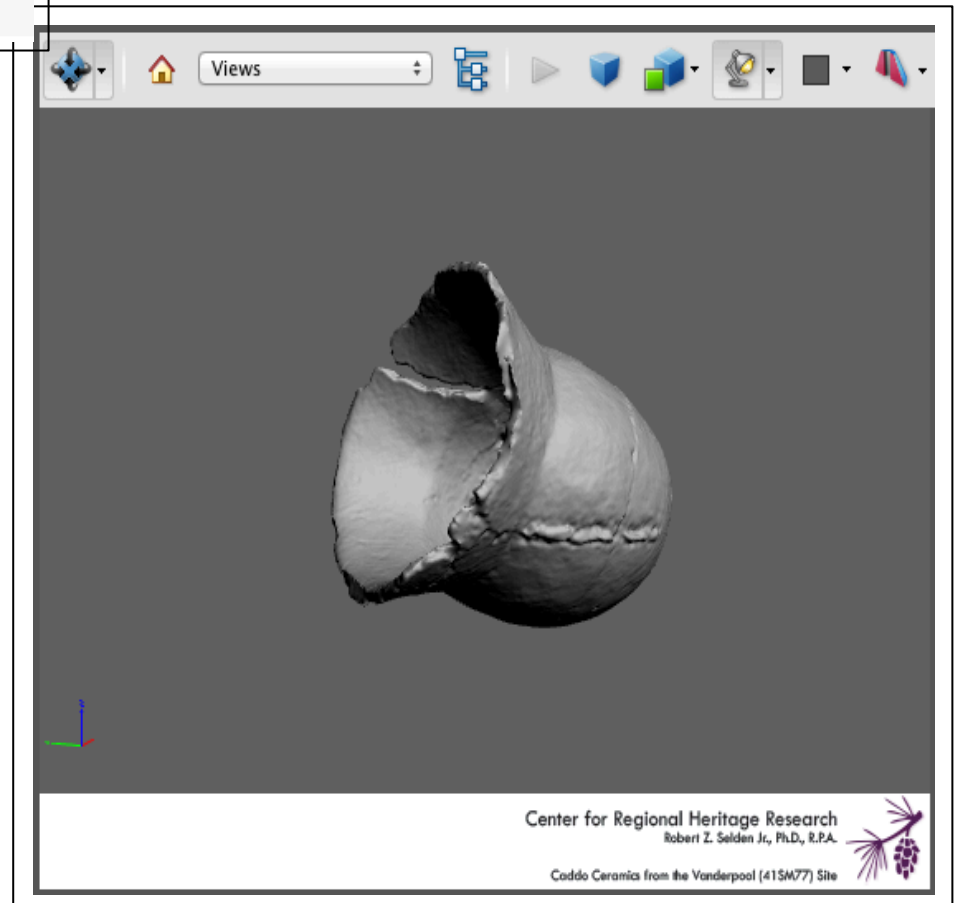 Views
Center for Regional Heritage Research
Robert Z. Selden Jr., Ph.D., R.P.A.
Caddo Ceramics from the Vanderpool (41SM77) Site